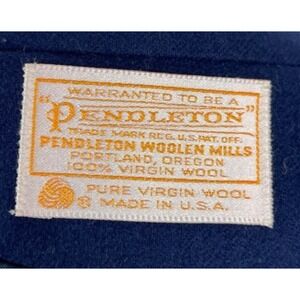 WARRANTED TO BE A
"PENDLETON"
TRADE MARK REG. U.S. PAT. OFF.
PENDLETON WOOLEN MILLS
PORTLAND, OREGON
100% VIRGIN WOOL
PURE VIRGIN WOOL
® MADE IN U.S.A.